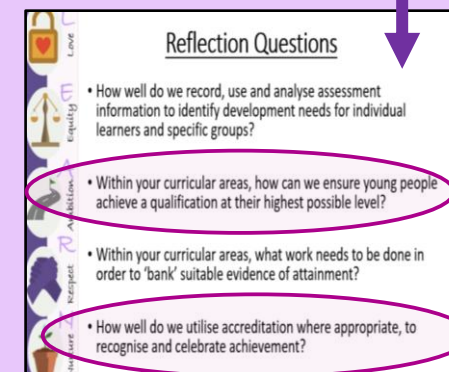 Reflection Questions
• How well do we record, use and analyse assessment
information to identify development needs for individual
learners and specific groups?
• Within your curricular areas, how can we ensure young people
achieve a qualification at their highest possible level?
• Within your curricular areas, what work needs to be done in
order to ‘bank’ suitable evidence of attainment?
• How well do we utilise accreditation where appropriate, to
recognise and celebrate achievement?
L
Love
E
Equity
A
Ambition
R
Respect